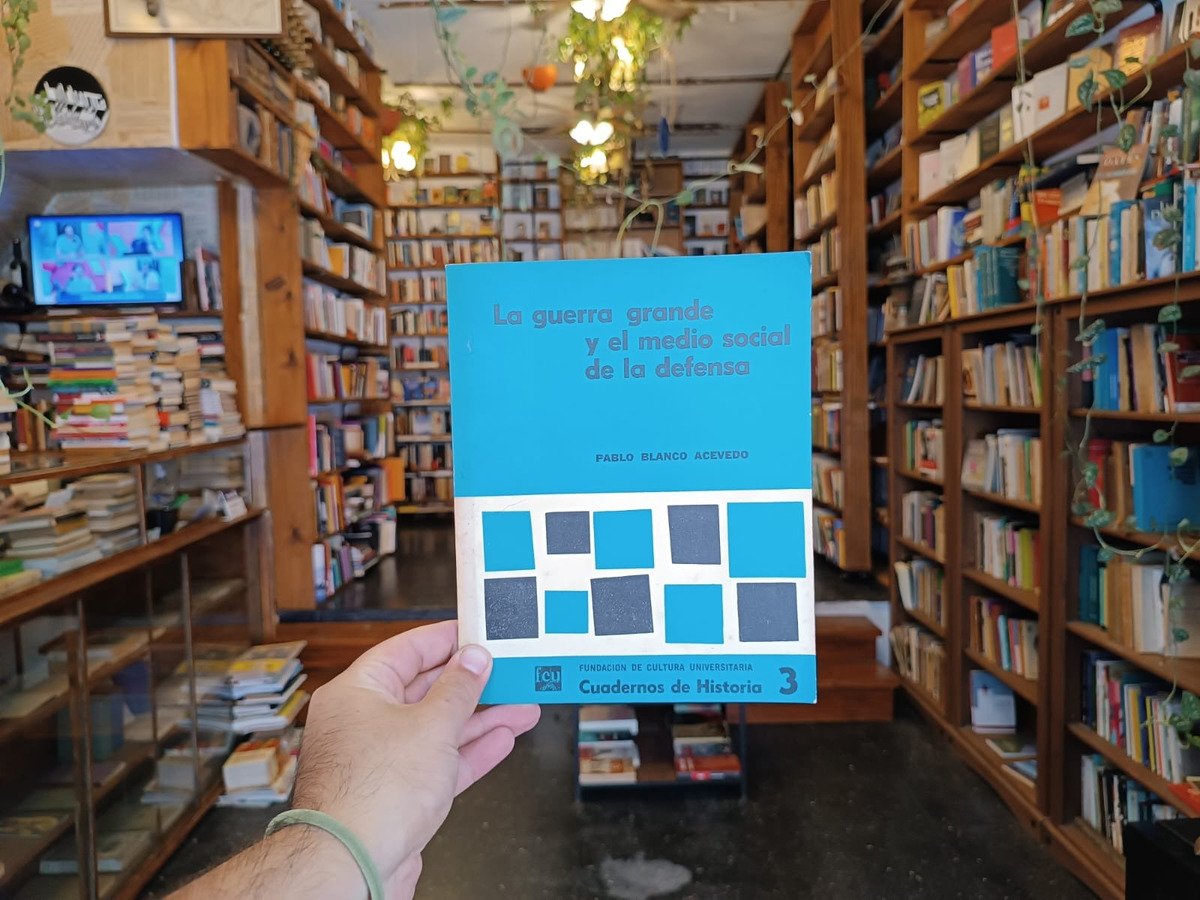 La guerra grande
y el medio social
de la defensa
PABLO BLANCO ACEVEDO
fcu
FUNDACION DE CULTURA UNIVERSITARIA
Cuadernos de Historia 3